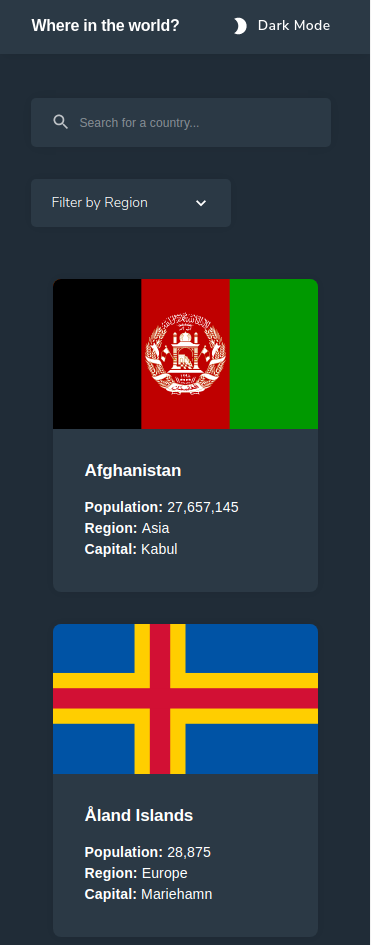 Where in the world? Dark Mode
Search for a country...
Filter by Region
Afghanistan
Population: 27,657,145
Region: Asia
Capital: Kabul
Åland Islands
Population: 28,875
Region: Europe
Capital: Mariehamn